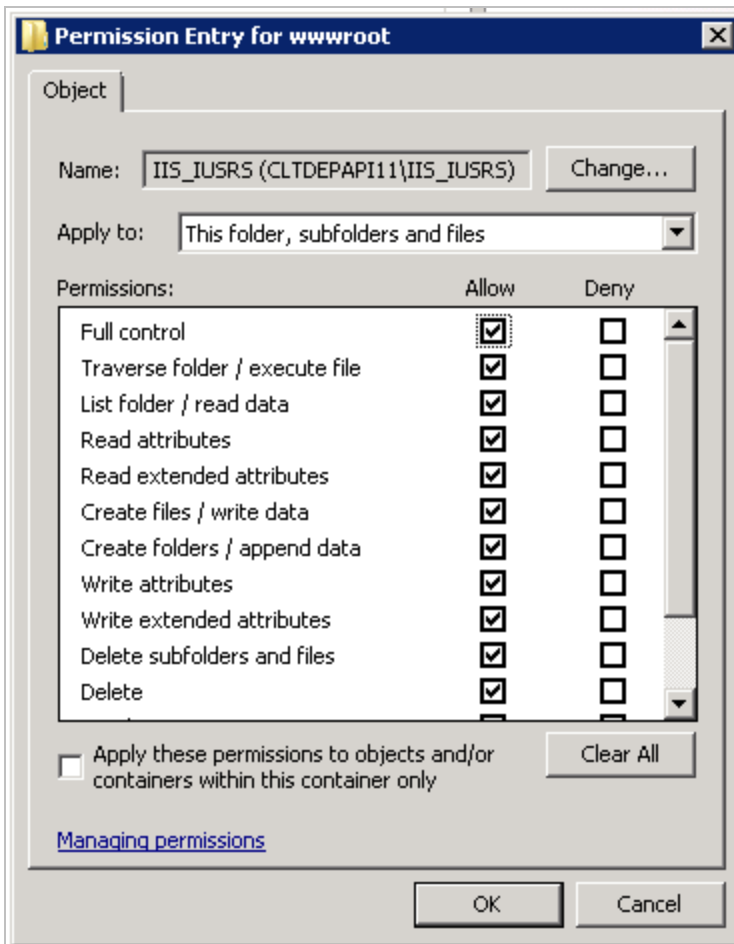 Permission Entry for wwwroot
Object
Name: IIS_IUSRS (CLTDEPAPI11\IIS_IUSRS) Change...
Apply to: This folder, subfolders and files
Permissions: Allow Deny
Full control
Traverse folder / execute file
List folder / read data
Read attributes
Read extended attributes
Create files / write data
Create folders / append data
Write attributes
Write extended attributes
Delete subfolders and files
Delete
Apply these permissions to objects and/or
containers within this container only
Clear All
Managing permissions
OK Cancel